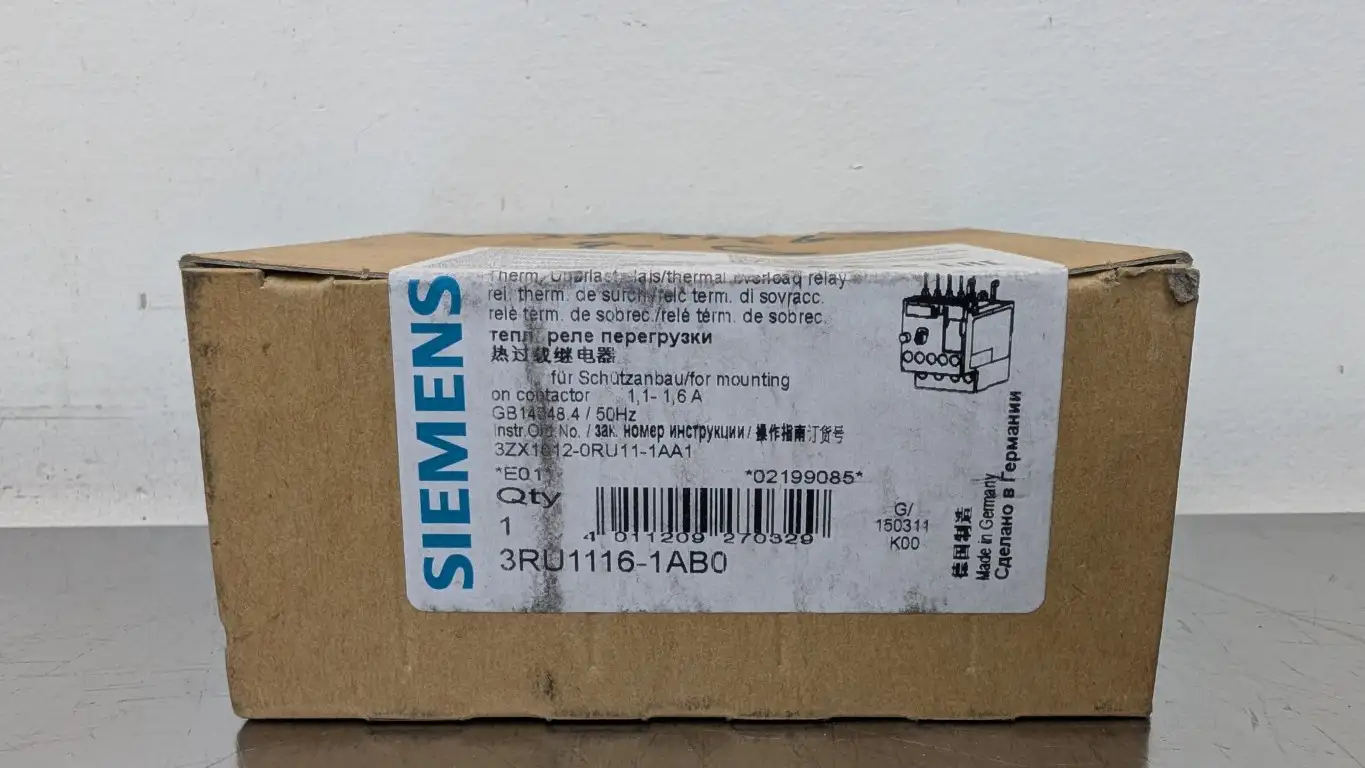 SIEMENS
Therm. Überlastrelais/thermal overload relay
rel. therm. de surch./relc term. di sovracc.
relè term. de sobrec./relé térm. de sobrec.
тепл. реле перегрузки
热过载继电器
für Schützanbau/for mounting
on contactor 1,1- 1,6 A
GB14048.4 / 50Hz
Instr.Ord.No. / зак. номер инструкции / 操作指南订货号
3ZX1012-0RU11-1AA1
*E01 *02199085*
Qty
1
4 011209 270329
3RU1116-1AB0
G/
150311
K00
德国制造
Made in Germany
Сделано в Германии